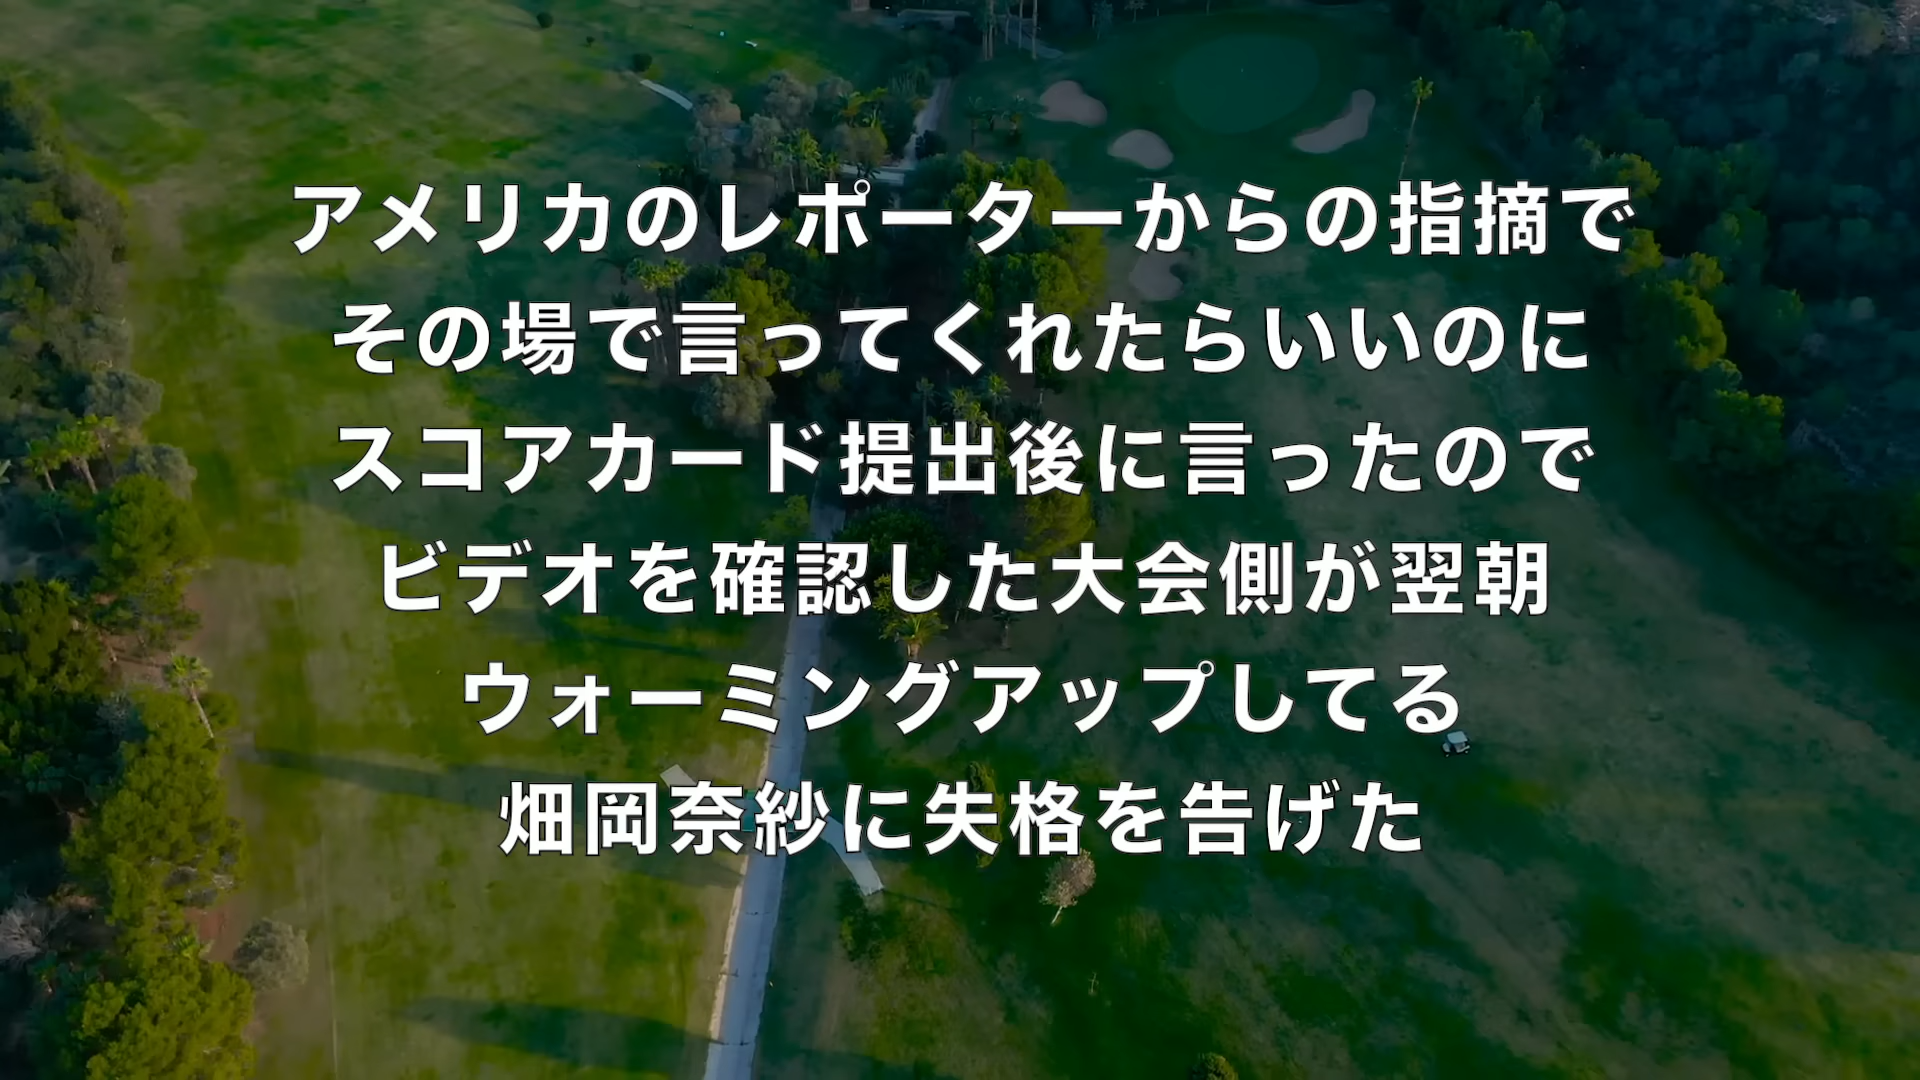 アメリカのレポーターからの指摘で
その場で言ってくれたらいいのに
スコアカード提出後に言ったので
ビデオを確認した大会側が翌朝
ウォーミングアップしてる
畑岡奈紗に失格を告げた